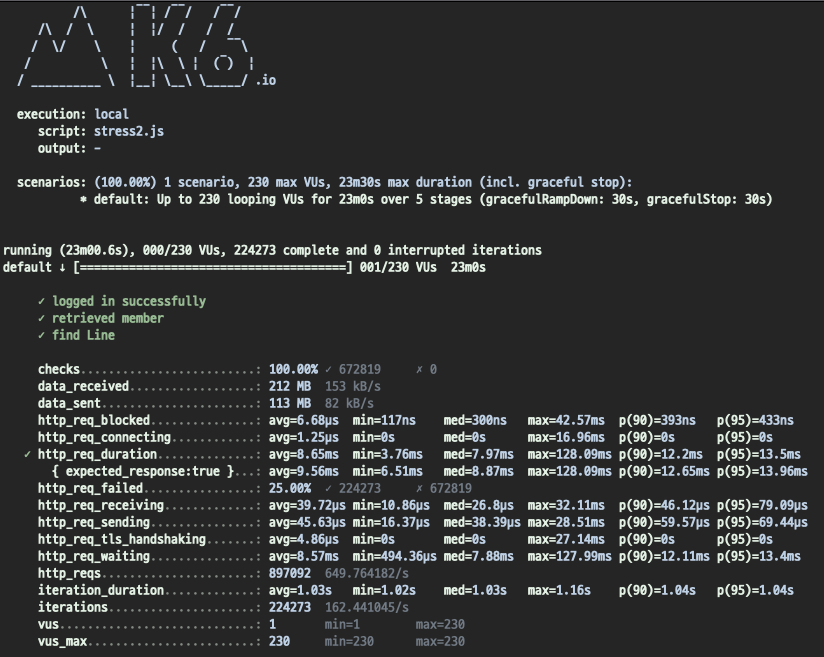 K6
.io
execution: local
script: stress2.js
output: -
scenarios: (100.00%) 1 scenario, 230 max VUs, 23m30s max duration (incl. graceful stop):
* default: Up to 230 looping VUs for 23m0s over 5 stages (gracefulRampDown: 30s, gracefulStop: 30s)
running (23m00.6s), 000/230 VUs, 224273 complete and 0 interrupted iterations
default ↓ [======================================] 001/230 VUs  23m0s
✓ logged in successfully
✓ retrieved member
✓ find Line
checks.........................: 100.00% ✓ 672819     ✗ 0
data_received..................: 212 MB  153 kB/s
data_sent......................: 113 MB  82 kB/s
http_req_blocked...............: avg=6.68µs  min=117ns    med=300ns   max=42.57ms  p(90)=393ns   p(95)=433ns
http_req_connecting............: avg=1.25µs  min=0s       med=0s      max=16.96ms  p(90)=0s      p(95)=0s
✓ http_req_duration..............: avg=8.65ms  min=3.76ms   med=7.97ms  max=128.09ms p(90)=12.2ms  p(95)=13.5ms
{ expected_response:true }...: avg=9.56ms  min=6.51ms   med=8.87ms  max=128.09ms p(90)=12.65ms p(95)=13.96ms
http_req_failed................: 25.00%  ✓ 224273     ✗ 672819
http_req_receiving.............: avg=39.72µs min=10.86µs  med=26.8µs  max=32.11ms  p(90)=46.12µs p(95)=79.09µs
http_req_sending...............: avg=45.63µs min=16.37µs  med=38.39µs max=28.51ms  p(90)=59.57µs p(95)=69.44µs
http_req_tls_handshaking.......: avg=4.86µs  min=0s       med=0s      max=27.14ms  p(90)=0s      p(95)=0s
http_req_waiting...............: avg=8.57ms  min=494.36µs med=7.88ms  max=127.99ms p(90)=12.11ms p(95)=13.4ms
http_reqs......................: 897092  649.764182/s
iteration_duration.............: avg=1.03s   min=1.02s    med=1.03s   max=1.16s    p(90)=1.04s   p(95)=1.04s
iterations.....................: 224273  162.441045/s
vus............................: 1       min=1        max=230
vus_max........................: 230     min=230      max=230